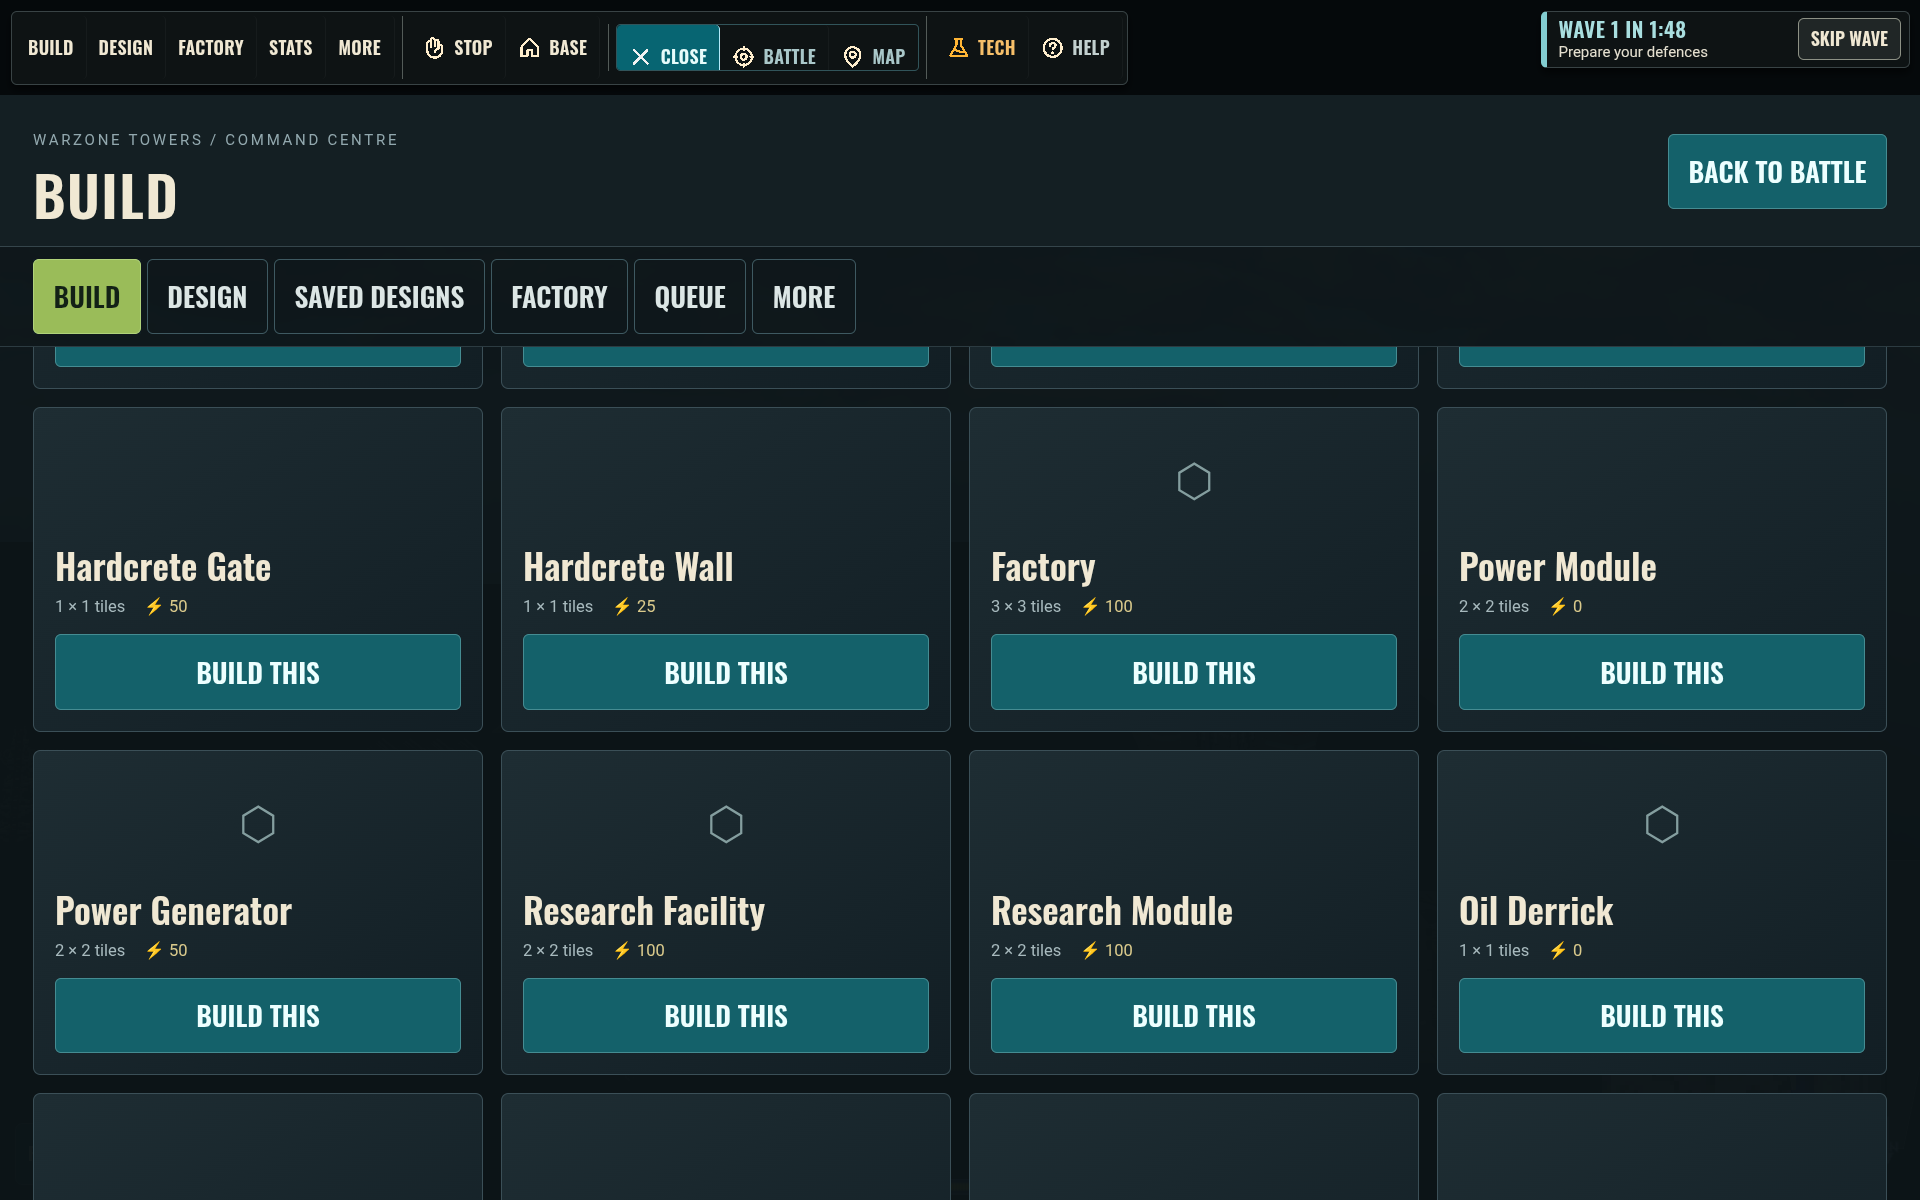 BUILD DESIGN FACTORY STATS MORE STOP BASE CLOSE BATTLE MAP TECH HELP
WAVE 1 IN 1:48
Prepare your defences
SKIP WAVE
WARZONE TOWERS / COMMAND CENTRE
BUILD
BACK TO BATTLE
BUILD DESIGN SAVED DESIGNS FACTORY QUEUE MORE
Hardcrete Gate
1 × 1 tiles ⚡ 50
BUILD THIS
Hardcrete Wall
1 × 1 tiles ⚡ 25
BUILD THIS
Factory
3 × 3 tiles ⚡ 100
BUILD THIS
Power Module
2 × 2 tiles ⚡ 0
BUILD THIS
Power Generator
2 × 2 tiles ⚡ 50
BUILD THIS
Research Facility
2 × 2 tiles ⚡ 100
BUILD THIS
Research Module
2 × 2 tiles ⚡ 100
BUILD THIS
Oil Derrick
1 × 1 tiles ⚡ 0
BUILD THIS